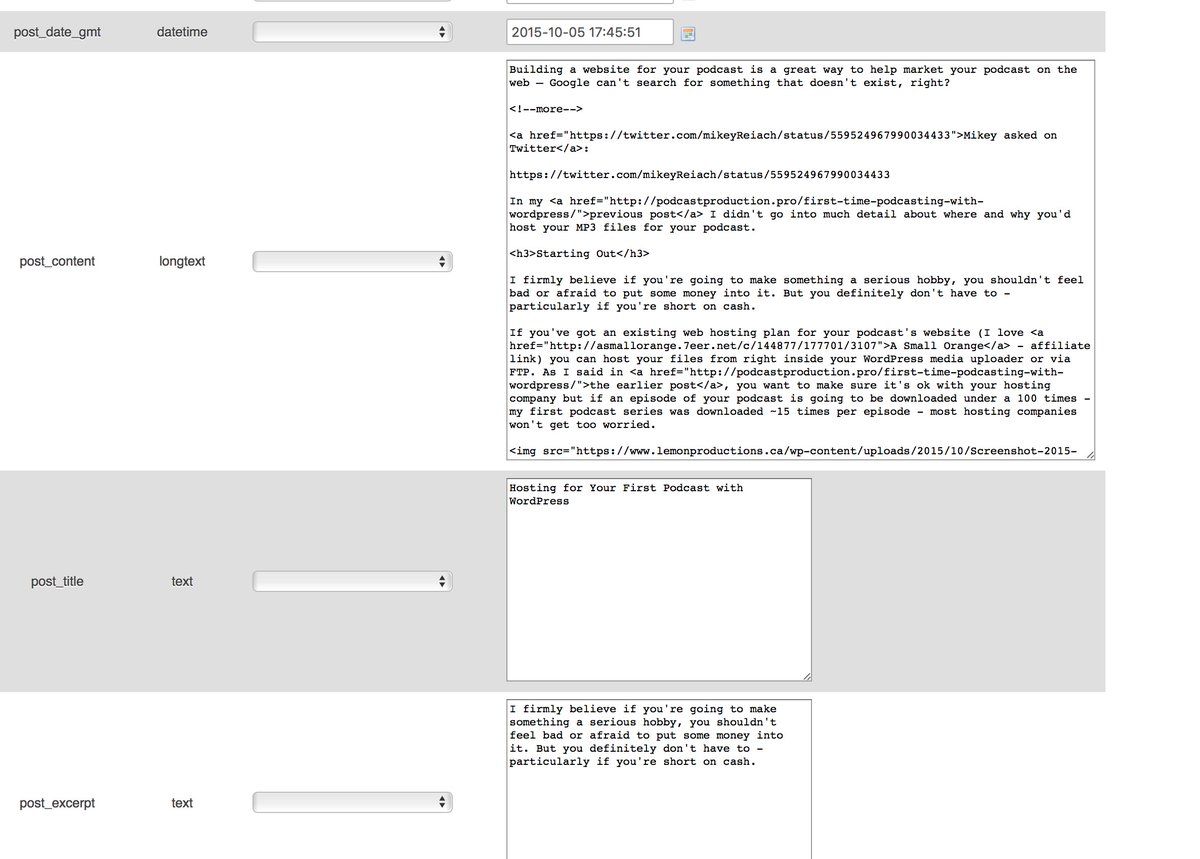 post_date_gmt datetime 2015-10-05 17:45:51
Building a website for your podcast is a great way to help market your podcast on the
web — Google can't search for something that doesn't exist, right?
<!--more-->
<a href="https://twitter.com/mikeyReiach/status/559524967990034433">Mikey asked on
Twitter</a>:
https://twitter.com/mikeyReiach/status/559524967990034433
In my <a href="http://podcastproduction.pro/first-time-podcasting-with-
wordpress/">previous post</a> I didn't go into much detail about where and why you'd
host your MP3 files for your podcast.
<h3>Starting Out</h3>
post_content longtext
I firmly believe if you're going to make something a serious hobby, you shouldn't feel
bad or afraid to put some money into it. But you definitely don't have to –
particularly if you're short on cash.
If you've got an existing web hosting plan for your podcast's website (I love <a
href="http://asmallorange.7eer.net/c/144877/177701/3107">A Small Orange</a> - affiliate
link) you can host your files from right inside your WordPress media uploader or via
FTP. As I said in <a href="http://podcastproduction.pro/first-time-podcasting-with-
wordpress/">the earlier post</a>, you want to make sure it's ok with your hosting
company but if an episode of your podcast is going to be downloaded under a 100 times –
my first podcast series was downloaded ~15 times per episode – most hosting companies
won't get too worried.
<img src="https://www.lemonproductions.ca/wp-content/uploads/2015/10/Screenshot-2015-
Hosting for Your First Podcast with
WordPress
post_title text
I firmly believe if you're going to make
something a serious hobby, you shouldn't
feel bad or afraid to put some money into
it. But you definitely don't have to –
particularly if you're short on cash.
post_excerpt text